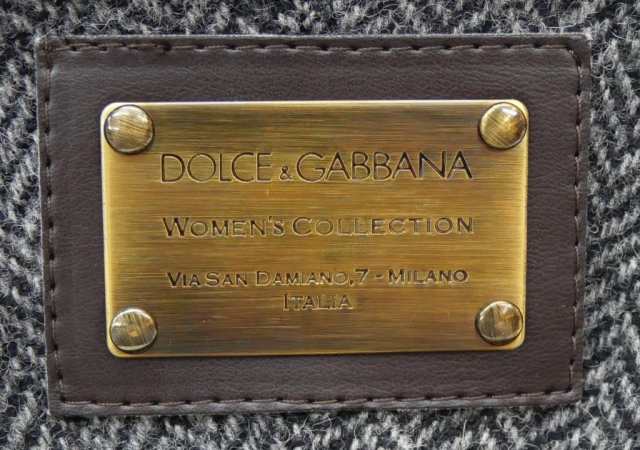 DOLCE & GABBANA
WOMEN'S COLLECTION
VIA SAN DAMIANO, 7 - MILANO
ITALIA